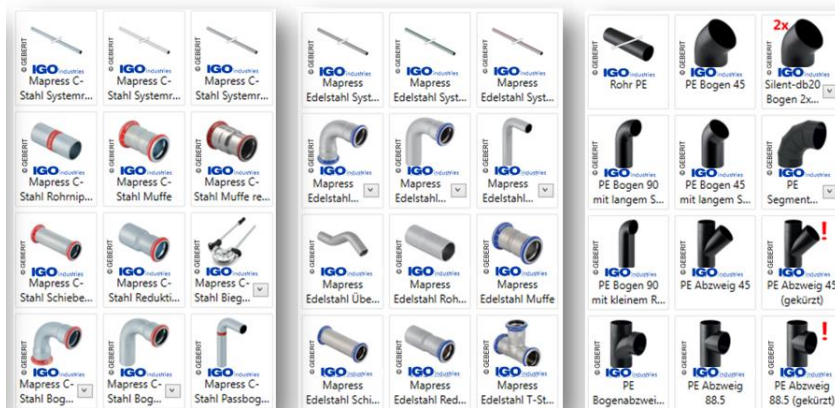 © GEBERIT
IGO Industries
Mapress C-
Stahl Systemr...
© GEBERIT
IGO Industries
Mapress C-
Stahl Systemr...
© GEBERIT
IGO Industries
Mapress C-
Stahl Systemr...
© GEBERIT
IGO Industries
Mapress C-
Stahl Rohrnip...
© GEBERIT
IGO Industries
Mapress C-
Stahl Muffe
© GEBERIT
IGO Industries
Mapress C-
Stahl Muffe re...
© GEBERIT
IGO Industries
Mapress C-
Stahl Schiebe...
© GEBERIT
IGO Industries
Mapress C-
Stahl Redukti...
© GEBERIT
IGO Industries
Mapress C-
Stahl Bieg...
© GEBERIT
IGO Industries
Mapress C-
Stahl Bog...
© GEBERIT
IGO Industries
Mapress C-
Stahl Bog...
© GEBERIT
IGO Industries
Mapress C-
Stahl Passbog...
© GEBERIT
IGO Industries
Mapress
Edelstahl Syst...
© GEBERIT
IGO Industries
Mapress
Edelstahl Syst...
© GEBERIT
IGO Industries
Mapress
Edelstahl Syst...
© GEBERIT
IGO Industries
Mapress
Edelstahl...
© GEBERIT
IGO Industries
Mapress
Edelstahl...
© GEBERIT
IGO Industries
Mapress
Edelstahl...
© GEBERIT
IGO Industries
Mapress
Edelstahl Übe...
© GEBERIT
IGO Industries
Mapress
Edelstahl Roh...
© GEBERIT
IGO Industries
Mapress
Edelstahl Muffe
© GEBERIT
IGO Industries
Mapress
Edelstahl Schi...
© GEBERIT
IGO Industries
Mapress
Edelstahl Red...
© GEBERIT
IGO Industries
Mapress
Edelstahl T-St...
© GEBERIT
IGO Industries
Rohr PE
© GEBERIT
IGO Industries
PE Bogen 45
2x
© GEBERIT
IGO Industries
Silent-db20
Bogen 2x...
© GEBERIT
IGO Industries
PE Bogen 90
mit langem S...
© GEBERIT
IGO Industries
PE Bogen 45
mit langem S...
© GEBERIT
IGO Industries
PE
Segment...
© GEBERIT
IGO Industries
PE Bogen 90
mit kleinem R...
© GEBERIT
IGO Industries
PE Abzweig 45
!
© GEBERIT
IGO Industries
PE Abzweig 45
(gekürzt)
© GEBERIT
IGO Industries
PE
Bogenabzwei...
© GEBERIT
IGO Industries
PE Abzweig
88.5
!
© GEBERIT
IGO Industries
PE Abzweig
88.5 (gekürzt)